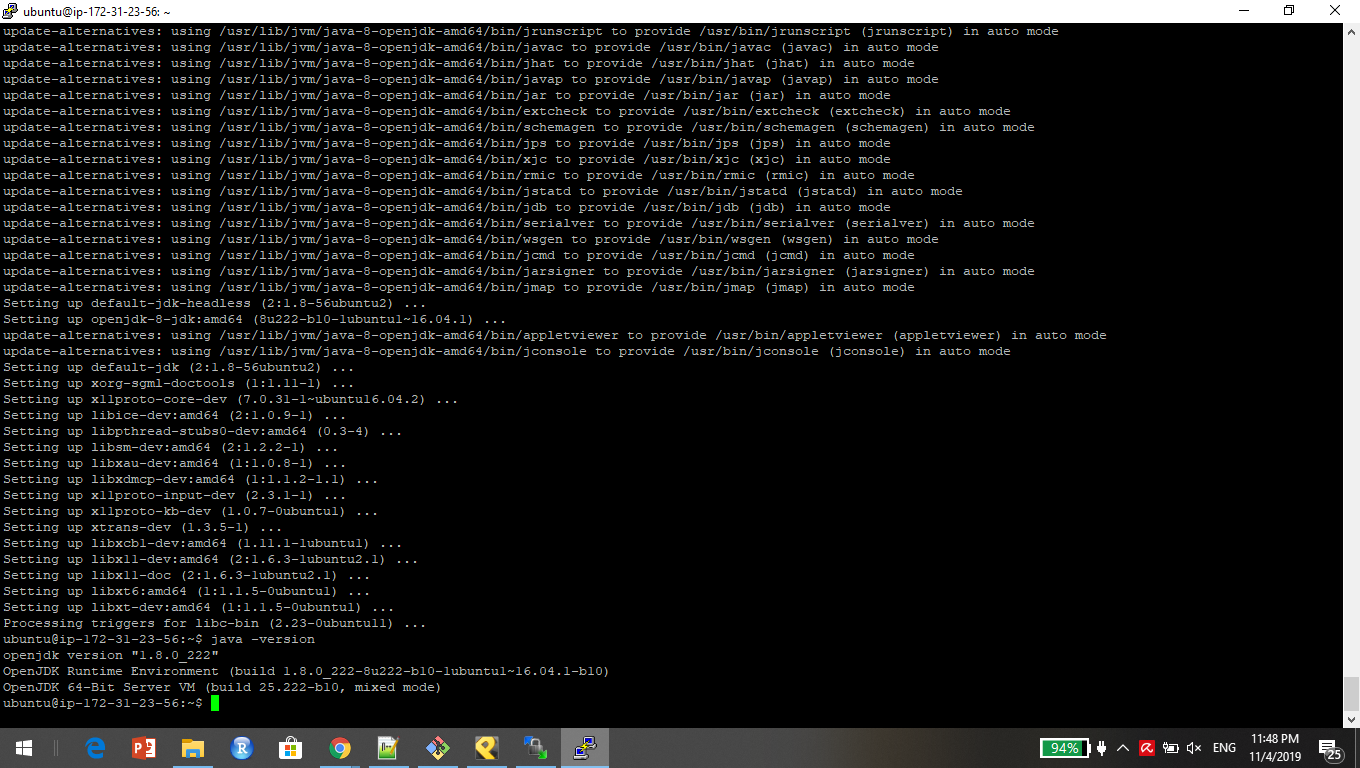 ubuntu@ip-172-31-23-56: ~
update-alternatives: using /usr/lib/jvm/java-8-openjdk-amd64/bin/jrunscript to provide /usr/bin/jrunscript (jrunscript) in auto mode
update-alternatives: using /usr/lib/jvm/java-8-openjdk-amd64/bin/javac to provide /usr/bin/javac (javac) in auto mode
update-alternatives: using /usr/lib/jvm/java-8-openjdk-amd64/bin/jhat to provide /usr/bin/jhat (jhat) in auto mode
update-alternatives: using /usr/lib/jvm/java-8-openjdk-amd64/bin/javap to provide /usr/bin/javap (javap) in auto mode
update-alternatives: using /usr/lib/jvm/java-8-openjdk-amd64/bin/jar to provide /usr/bin/jar (jar) in auto mode
update-alternatives: using /usr/lib/jvm/java-8-openjdk-amd64/bin/extcheck to provide /usr/bin/extcheck (extcheck) in auto mode
update-alternatives: using /usr/lib/jvm/java-8-openjdk-amd64/bin/schemagen to provide /usr/bin/schemagen (schemagen) in auto mode
update-alternatives: using /usr/lib/jvm/java-8-openjdk-amd64/bin/jps to provide /usr/bin/jps (jps) in auto mode
update-alternatives: using /usr/lib/jvm/java-8-openjdk-amd64/bin/xjc to provide /usr/bin/xjc (xjc) in auto mode
update-alternatives: using /usr/lib/jvm/java-8-openjdk-amd64/bin/rmic to provide /usr/bin/rmic (rmic) in auto mode
update-alternatives: using /usr/lib/jvm/java-8-openjdk-amd64/bin/jstatd to provide /usr/bin/jstatd (jstatd) in auto mode
update-alternatives: using /usr/lib/jvm/java-8-openjdk-amd64/bin/jdb to provide /usr/bin/jdb (jdb) in auto mode
update-alternatives: using /usr/lib/jvm/java-8-openjdk-amd64/bin/serialver to provide /usr/bin/serialver (serialver) in auto mode
update-alternatives: using /usr/lib/jvm/java-8-openjdk-amd64/bin/wsgen to provide /usr/bin/wsgen (wsgen) in auto mode
update-alternatives: using /usr/lib/jvm/java-8-openjdk-amd64/bin/jcmd to provide /usr/bin/jcmd (jcmd) in auto mode
update-alternatives: using /usr/lib/jvm/java-8-openjdk-amd64/bin/jarsigner to provide /usr/bin/jarsigner (jarsigner) in auto mode
update-alternatives: using /usr/lib/jvm/java-8-openjdk-amd64/bin/jmap to provide /usr/bin/jmap (jmap) in auto mode
Setting up default-jdk-headless (2:1.8-56ubuntu2) ...
Setting up openjdk-8-jdk:amd64 (8u222-b10-1ubuntu1~16.04.1) ...
update-alternatives: using /usr/lib/jvm/java-8-openjdk-amd64/bin/appletviewer to provide /usr/bin/appletviewer (appletviewer) in auto mode
update-alternatives: using /usr/lib/jvm/java-8-openjdk-amd64/bin/jconsole to provide /usr/bin/jconsole (jconsole) in auto mode
Setting up default-jdk (2:1.8-56ubuntu2) ...
Setting up xorg-sgml-doctools (1:1.11-1) ...
Setting up x11proto-core-dev (7.0.31-1~ubuntu16.04.2) ...
Setting up libice-dev:amd64 (2:1.0.9-1) ...
Setting up libpthread-stubs0-dev:amd64 (0.3-4) ...
Setting up libsm-dev:amd64 (2:1.2.2-1) ...
Setting up libxau-dev:amd64 (1:1.0.8-1) ...
Setting up libxdmcp-dev:amd64 (1:1.1.2-1.1) ...
Setting up x11proto-input-dev (2.3.1-1) ...
Setting up x11proto-kb-dev (1.0.7-0ubuntu1) ...
Setting up xtrans-dev (1.3.5-1) ...
Setting up libxcb1-dev:amd64 (1.11.1-1ubuntu1) ...
Setting up libx11-dev:amd64 (2:1.6.3-1ubuntu2.1) ...
Setting up libx11-doc (2:1.6.3-1ubuntu2.1) ...
Setting up libxt6:amd64 (1:1.1.5-0ubuntu1) ...
Setting up libxt-dev:amd64 (1:1.1.5-0ubuntu1) ...
Processing triggers for libc-bin (2.23-0ubuntu11) ...
ubuntu@ip-172-31-23-56:~$ java -version
openjdk version "1.8.0_222"
OpenJDK Runtime Environment (build 1.8.0_222-8u222-b10-1ubuntu1~16.04.1-b10)
OpenJDK 64-Bit Server VM (build 25.222-b10, mixed mode)
ubuntu@ip-172-31-23-56:~$
94%
ENG
11:48 PM
11/4/2019
25